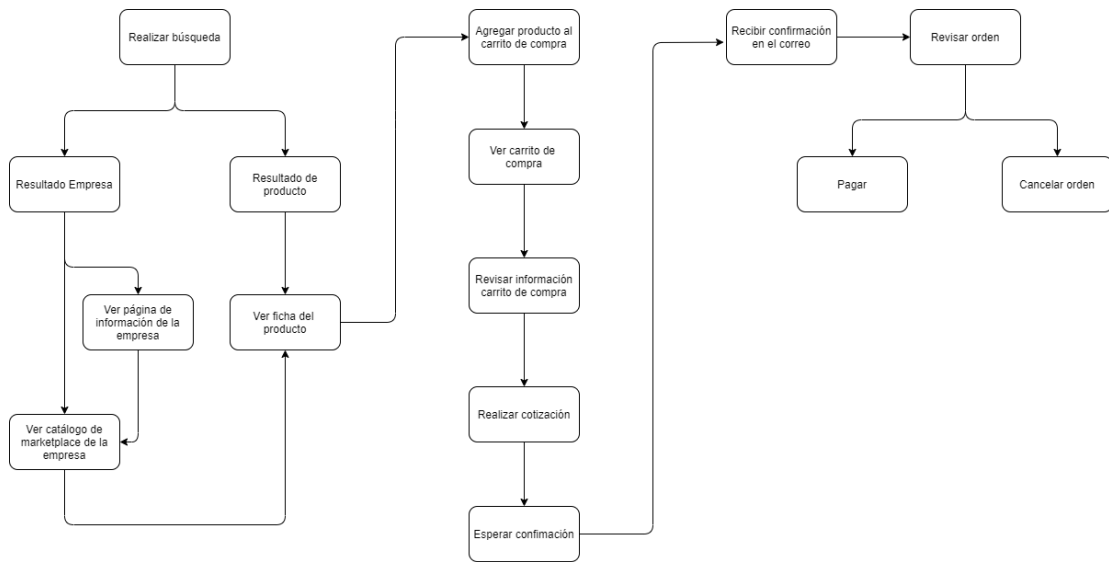 Realizar búsqueda
Resultado Empresa
Resultado de
producto
Ver página de
información de la
empresa
Ver ficha del
producto
Ver catálogo de
marketplace de la
empresa
Agregar producto al
carrito de compra
Ver carrito de
compra
Revisar información
carrito de compra
Realizar cotización
Esperar confimación
Recibir confirmación
en el correo
Revisar orden
Pagar
Cancelar orden